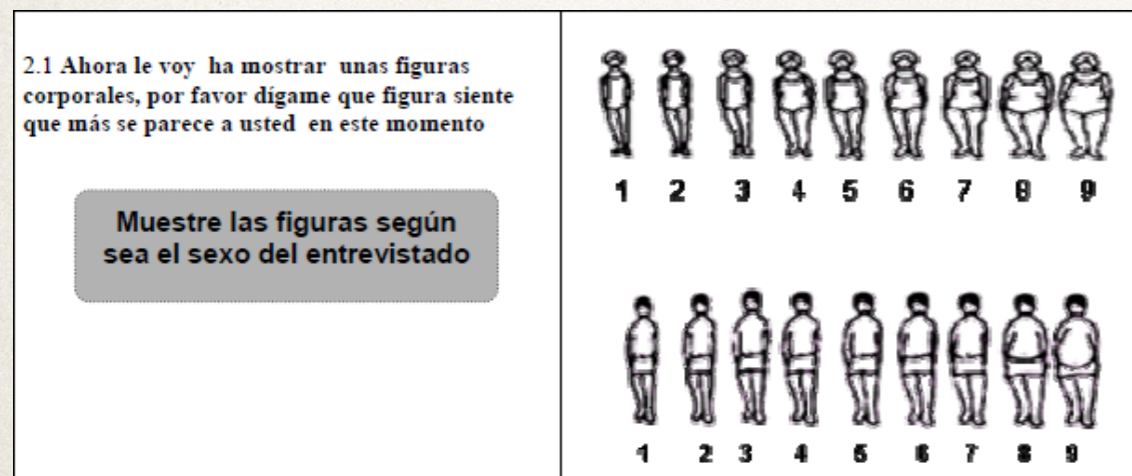 2.1 Ahora le voy ha mostrar unas figuras
corporales, por favor dígame que figura siente
que más se parece a usted en este momento
Muestre las figuras según
sea el sexo del entrevistado
1 2 3 4 5 6 7 8 9
1 2 3 4 5 6 7 8 9